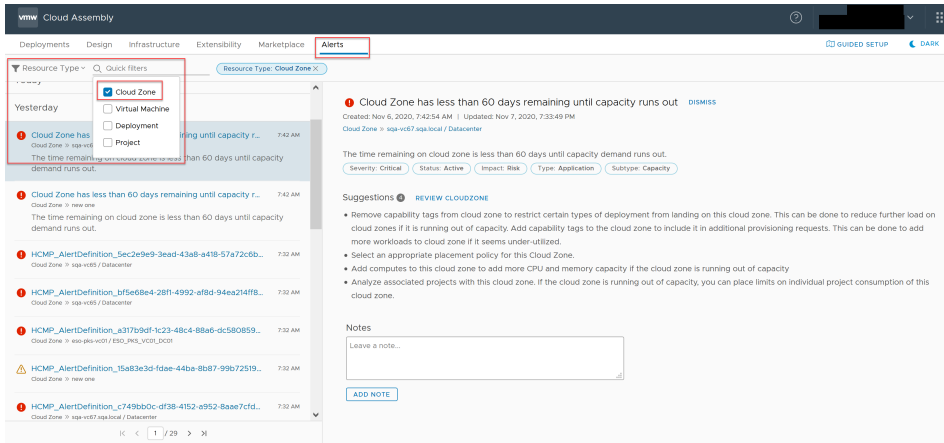 vmw Cloud Assembly
Deployments Design Infrastructure Extensibility Marketplace Alerts
GUIDED SETUP DARK
Resource Type Quick filters
Resource Type: Cloud Zone ×
Cloud Zone
Virtual Machine
Deployment
Project
Yesterday
Cloud Zone has less than 60 days remaining until capacity runs out DISMISS
Created: Nov 6, 2020, 7:42:54 AM | Updated: Nov 7, 2020, 7:33:49 PM
Cloud Zone » sqa-vc67.sqa.local / Datacenter
The time remaining on cloud zone is less than 60 days until capacity demand runs out.
Severity: Critical Status: Active Impact: Risk Type: Application Subtype: Capacity
Suggestions 4 REVIEW CLOUDZONE
• Remove capability tags from cloud zone to restrict certain types of deployment from landing on this cloud zone. This can be done to reduce further load on
cloud zones if it is running out of capacity. Add capability tags to the cloud zone to include it in additional provisioning requests. This can be done to add
more workloads to cloud zone if it seems under-utilized.
• Select an appropriate placement policy for this Cloud Zone.
• Add computes to this cloud zone to add more CPU and memory capacity if the cloud zone is running out of capacity
• Analyze associated projects with this cloud zone. If the cloud zone is running out of capacity, you can place limits on individual project consumption of this
cloud zone.
Notes
Leave a note...
ADD NOTE
Cloud Zone has ing until capacity r... 7:42 AM
Cloud Zone » sqa-vc6
The time remaining on cloud zone is less than 60 days until capacity
demand runs out.
Cloud Zone has less than 60 days remaining until capacity r... 7:42 AM
Cloud Zone » new one
The time remaining on cloud zone is less than 60 days until capacity
demand runs out.
HCMP_AlertDefinition_5ec2e9e9-3ead-43a8-a418-57a72c6b... 7:32 AM
Cloud Zone » sqa-vc65 / Datacenter
HCMP_AlertDefinition_bf5e68e4-28f1-4992-af8d-94ea214ff8... 7:32 AM
Cloud Zone » sqa-vc65 / Datacenter
HCMP_AlertDefinition_a317b9df-1c23-48c4-88a6-dc580859... 7:32 AM
Cloud Zone » eso-pks-vc01 / ESO_PKS_VC01_DC01
HCMP_AlertDefinition_15a83e3d-fdae-44ba-8b87-99b72519... 7:32 AM
Cloud Zone » new one
HCMP_AlertDefinition_c749bb0c-df38-4152-a952-8aae7cfd... 7:32 AM
Cloud Zone » sqa-vc67.sqa.local / Datacenter
1 / 29